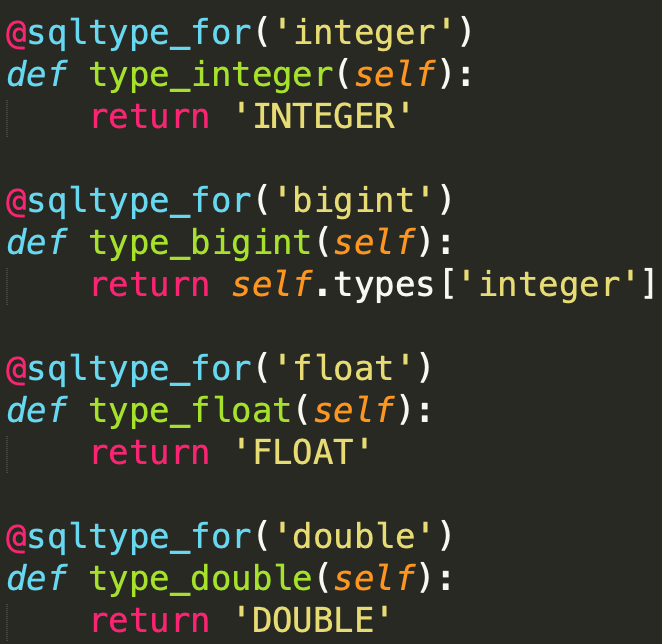 @sqltype_for('integer')
def type_integer(self):
    return 'INTEGER'

@sqltype_for('bigint')
def type_bigint(self):
    return self.types['integer']

@sqltype_for('float')
def type_float(self):
    return 'FLOAT'

@sqltype_for('double')
def type_double(self):
    return 'DOUBLE'